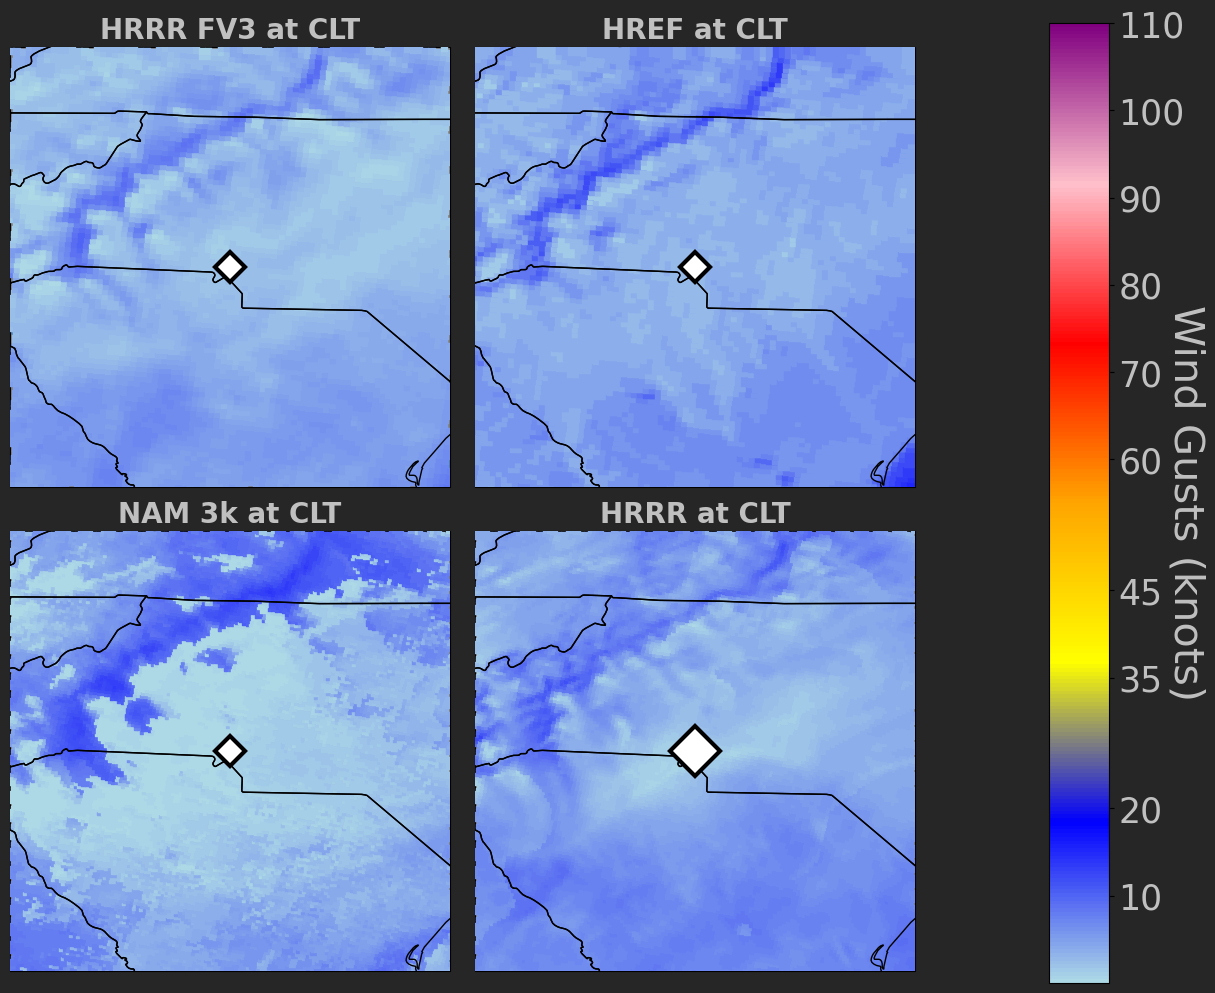 HRRR FV3 at CLT
HREF at CLT
NAM 3k at CLT
HRRR at CLT
110
100
90
80
70
60
45
35
20
10
Wind Gusts (knots)